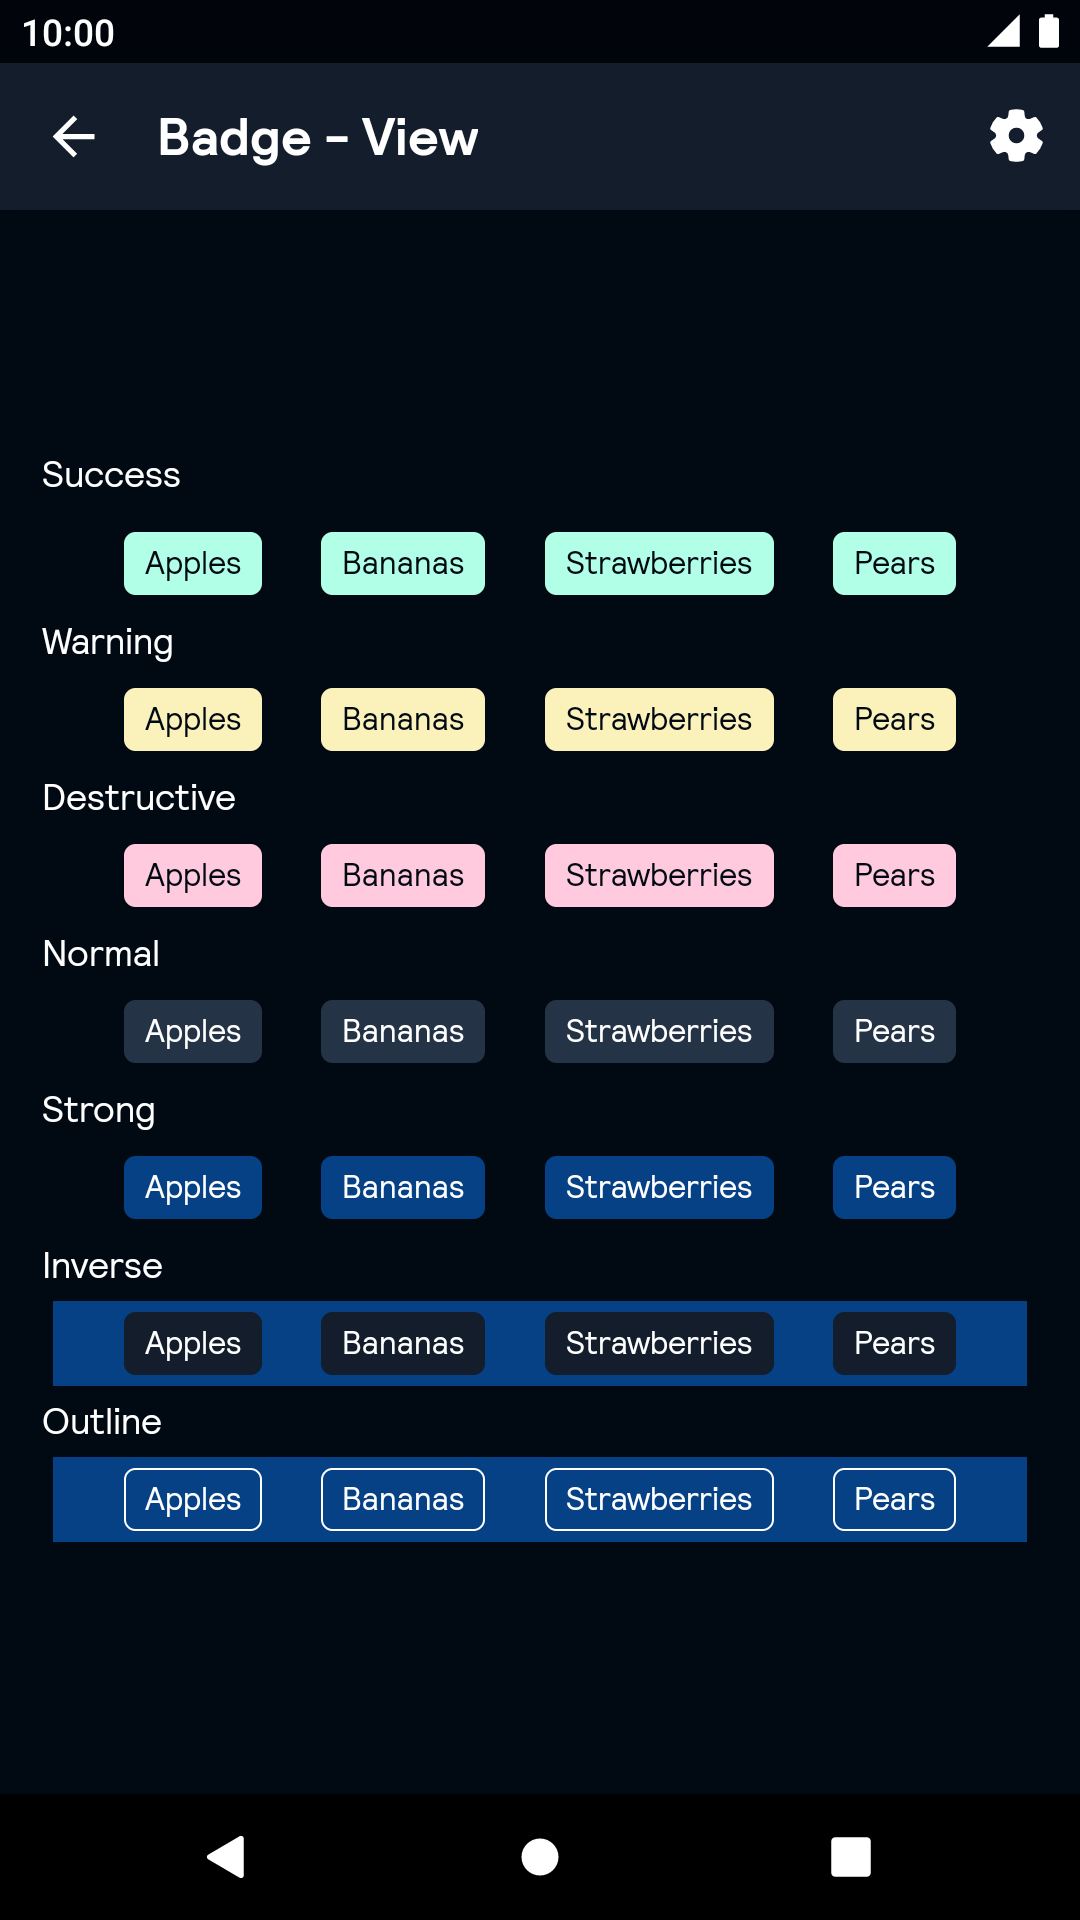 10:00
Badge - View
Success
Apples Bananas Strawberries Pears
Warning
Apples Bananas Strawberries Pears
Destructive
Apples Bananas Strawberries Pears
Normal
Apples Bananas Strawberries Pears
Strong
Apples Bananas Strawberries Pears
Inverse
Apples Bananas Strawberries Pears
Outline
Apples Bananas Strawberries Pears